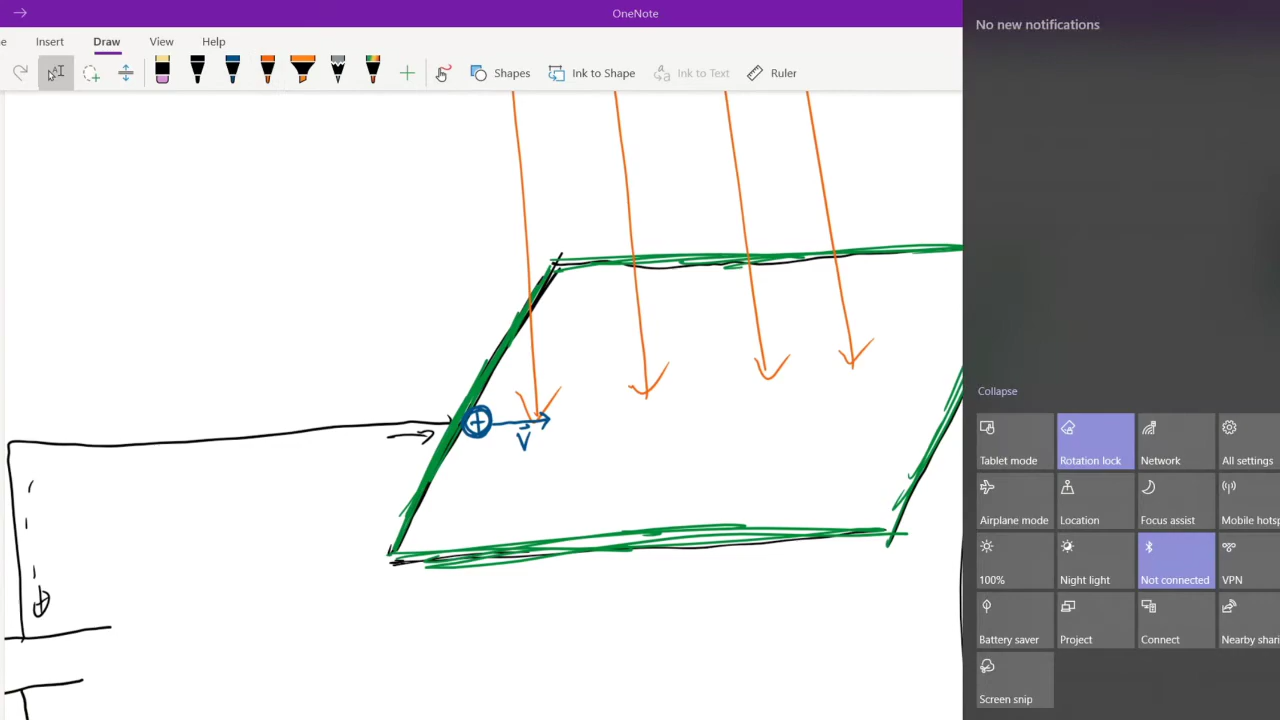 OneNote
No new notifications
Insert Draw View Help
Shapes Ink to Shape Ink to Text Ruler
+
V
Collapse
Tablet mode Rotation lock Network All settings
Airplane mode Location Focus assist Mobile
100% Night light Not connected VPN
Battery saver Project Connect Nearby
Screen snip